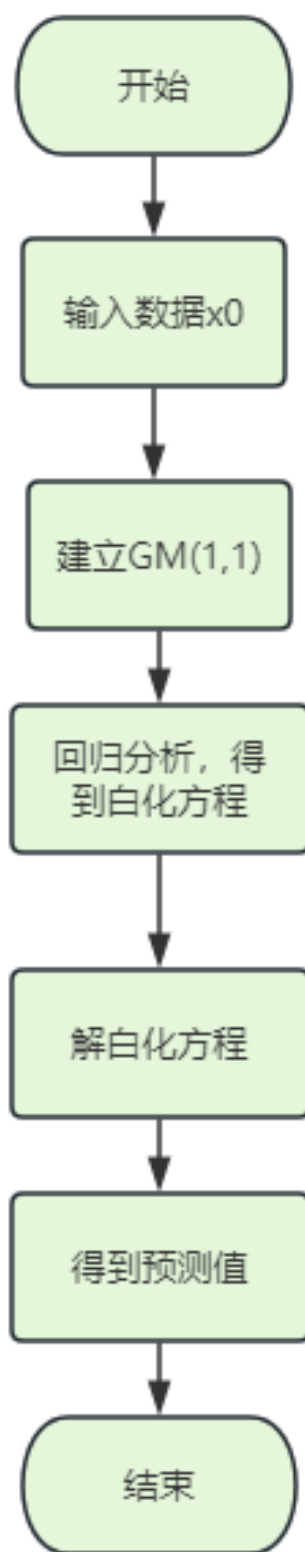 开始
输入数据x0
建立GM(1,1)
回归分析，得
到白化方程
解白化方程
得到预测值
结束